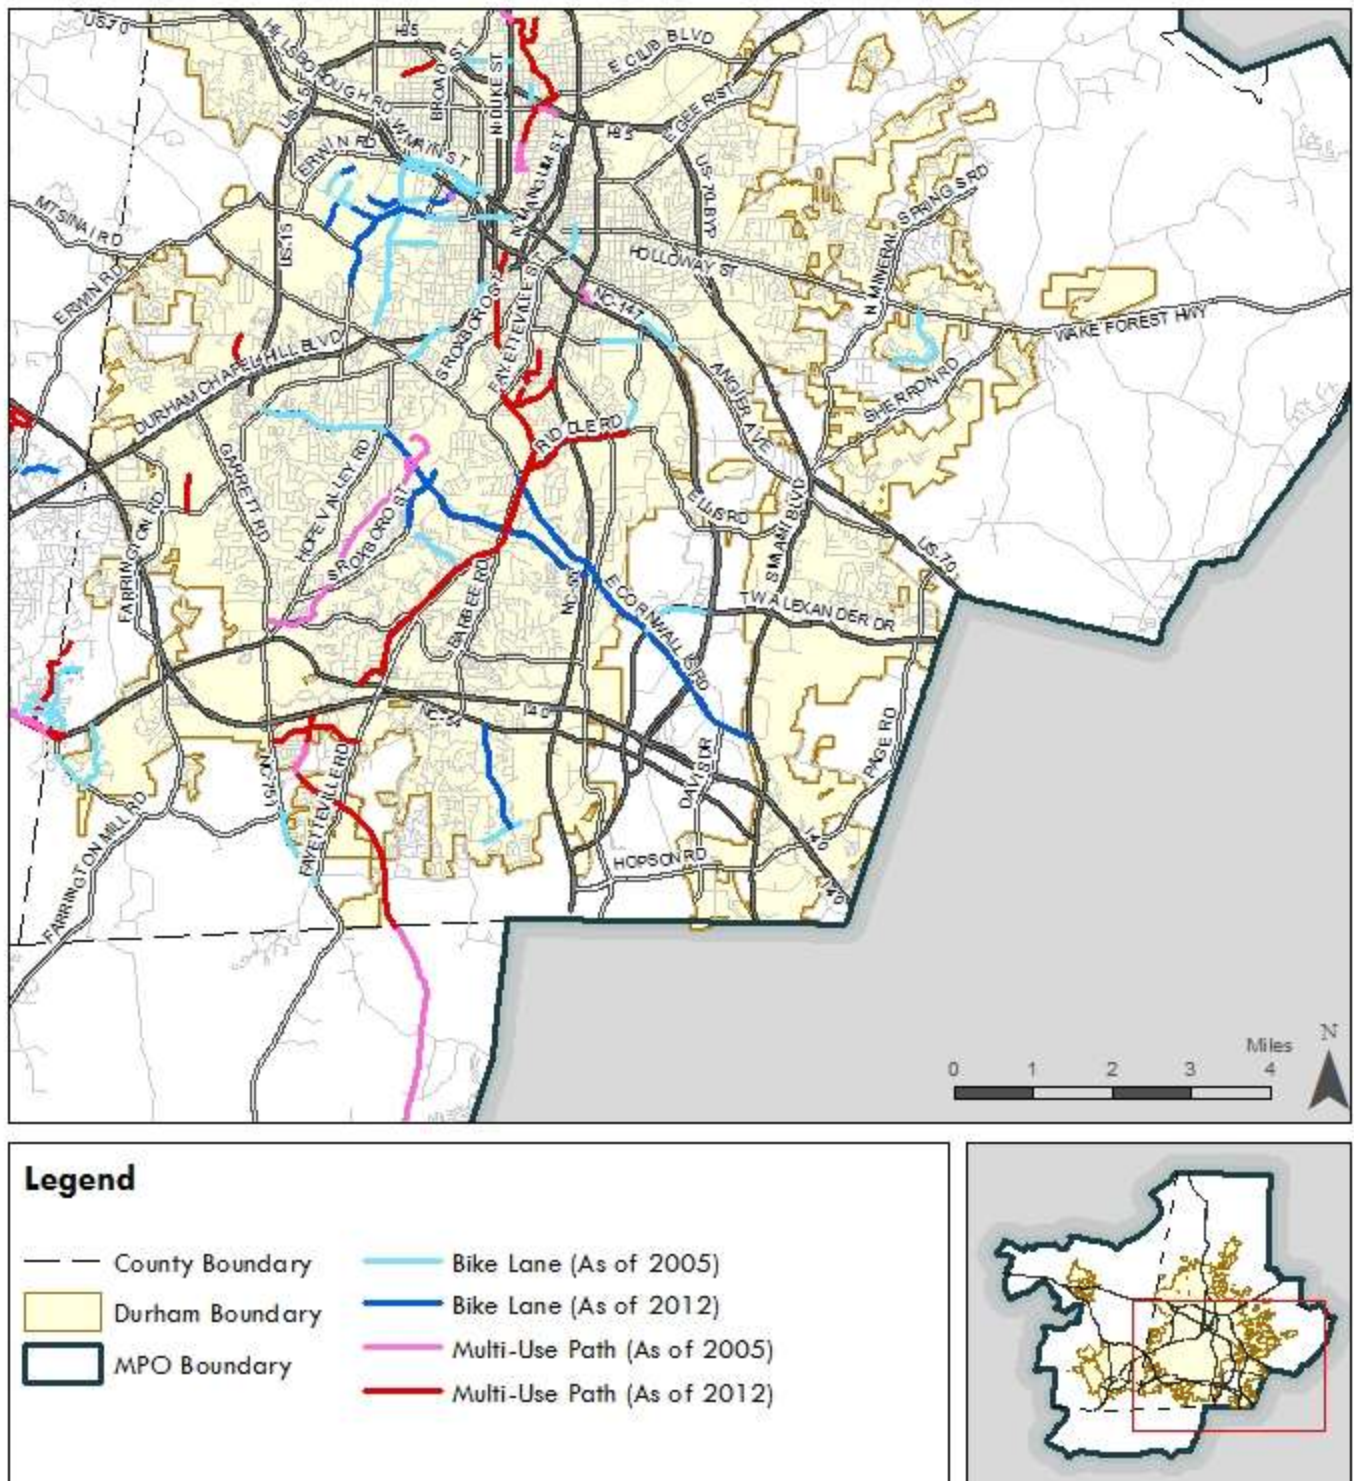 US-70
I-85
HILLSBOROUGH RD
BROAD ST
N DUKE ST
E CLUB BLVD
US-15
W MAIN ST
I-85
E GEER ST
ERWIN RD
N MANGUM ST
US-70 BYP
N MINERAL SPRINGS RD
MT SINAI RD
US-15
HOLLOWAY ST
ERWIN RD
NC-147
WAKE FOREST HWY
S ROXBORO ST
FAYETTEVILLE ST
DURHAM CHAPEL HILL BLVD
ANGIER AVE
SHERRON RD
RIDDLE RD
GARRETT RD
HOPE VALLEY RD
S ROXBORO ST
FARRINGTON RD
ELLIS RD
S MIAMI BLVD
US-70
BARBEE RD
E CORNWALLIS RD
T W ALEXANDER DR
NC-54
I-40
NC-751
FAYETTEVILLE RD
DAVIS DR
PAGE RD
FARRINGTON MILL RD
HOPSON RD
I-40
Miles
N
0 1 2 3 4
Legend
County Boundary
Durham Boundary
MPO Boundary
Bike Lane (As of 2005)
Bike Lane (As of 2012)
Multi-Use Path (As of 2005)
Multi-Use Path (As of 2012)